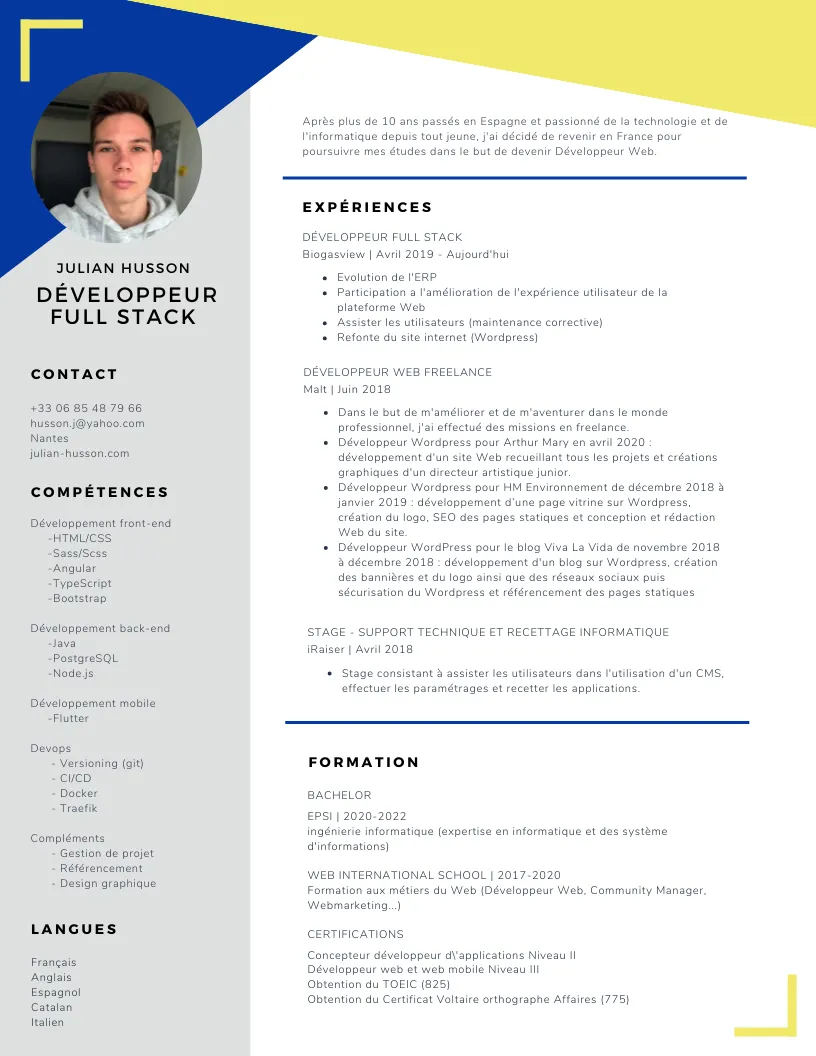 JULIAN HUSSON
DÉVELOPPEUR
FULL STACK
CONTACT
+33 06 85 48 79 66
husson.j@yahoo.com
Nantes
julian-husson.com
COMPÉTENCES
Développement front-end
-HTML/CSS
-Sass/Scss
-Angular
-TypeScript
-Bootstrap
Développement back-end
-Java
-PostgreSQL
-Node.js
Développement mobile
-Flutter
Devops
- Versioning (git)
- CI/CD
- Docker
- Traefik
Compléments
- Gestion de projet
- Référencement
- Design graphique
LANGUES
Français
Anglais
Espagnol
Catalan
Italien
Après plus de 10 ans passés en Espagne et passionné de la technologie et de
l'informatique depuis tout jeune, j'ai décidé de revenir en France pour
poursuivre mes études dans le but de devenir Développeur Web.
EXPÉRIENCES
DÉVELOPPEUR FULL STACK
Biogasview | Avril 2019 - Aujourd'hui
• Evolution de l'ERP
• Participation a l'amélioration de l'expérience utilisateur de la
plateforme Web
• Assister les utilisateurs (maintenance corrective)
• Refonte du site internet (Wordpress)
DÉVELOPPEUR WEB FREELANCE
Malt | Juin 2018
• Dans le but de m'améliorer et de m'aventurer dans le monde
professionnel, j'ai effectué des missions en freelance.
• Développeur Wordpress pour Arthur Mary en avril 2020 :
développement d'un site Web recueillant tous les projets et créations
graphiques d'un directeur artistique junior.
• Développeur Wordpress pour HM Environnement de décembre 2018 à
janvier 2019 : développement d'une page vitrine sur Wordpress,
création du logo, SEO des pages statiques et conception et rédaction
Web du site.
• Développeur WordPress pour le blog Viva La Vida de novembre 2018
à décembre 2018 : développement d'un blog sur Wordpress, création
des bannières et du logo ainsi que des réseaux sociaux puis
sécurisation du Wordpress et référencement des pages statiques
STAGE - SUPPORT TECHNIQUE ET RECETTAGE INFORMATIQUE
iRaiser | Avril 2018
• Stage consistant à assister les utilisateurs dans l'utilisation d'un CMS,
effectuer les paramétrages et recetter les applications.
FORMATION
BACHELOR
EPSI | 2020-2022
ingénierie informatique (expertise en informatique et des système
d'informations)
WEB INTERNATIONAL SCHOOL | 2017-2020
Formation aux métiers du Web (Développeur Web, Community Manager,
Webmarketing...)
CERTIFICATIONS
Concepteur développeur d\'applications Niveau II
Développeur web et web mobile Niveau III
Obtention du TOEIC (825)
Obtention du Certificat Voltaire orthographe Affaires (775)